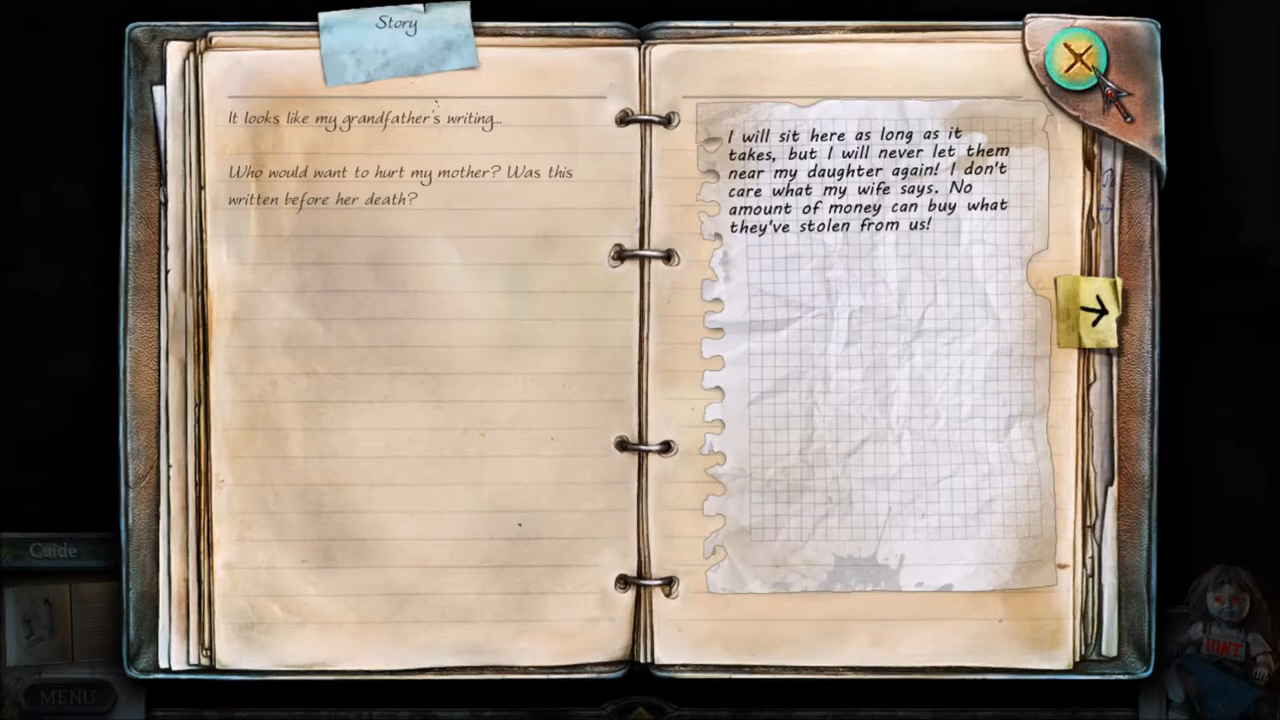 Story
It looks like my grandfather's writing...
Who would want to hurt my mother? Was this
written before her death?
I will sit here as long as it
takes, but I will never let them
near my daughter again! I don't
care what my wife says. No
amount of money can buy what
they've stolen from us!
Guide
MENU
HINT